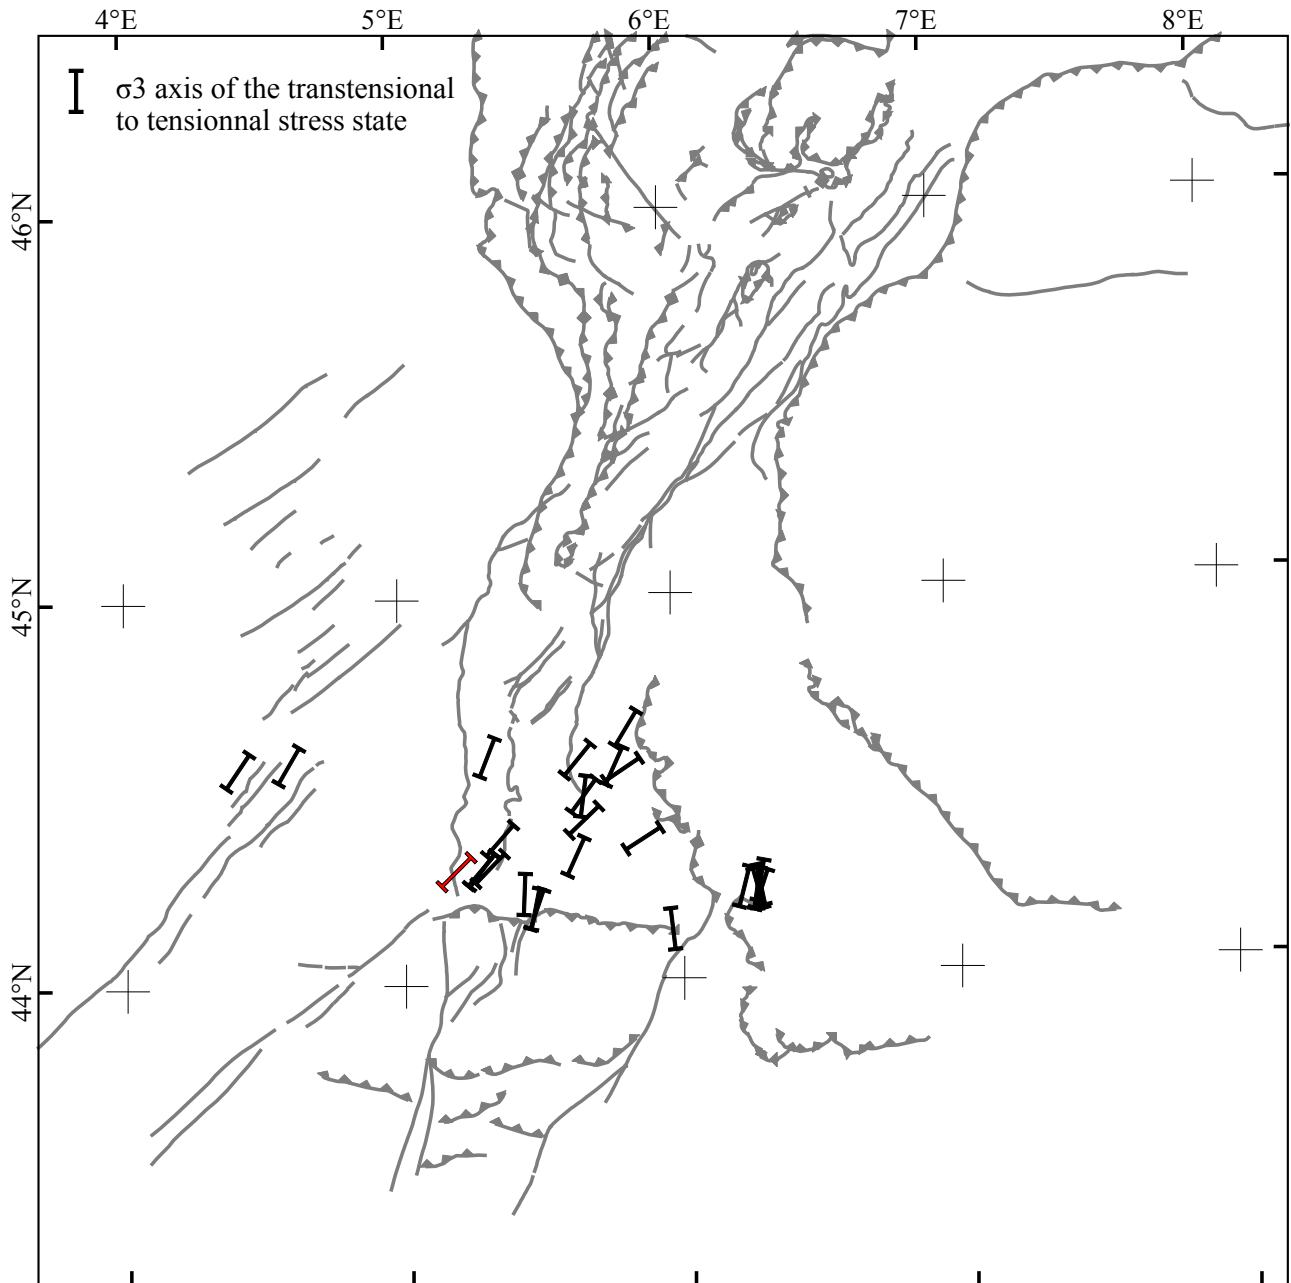 4°E 5°E 6°E 7°E 8°E
σ3 axis of the transtensional
to tensionnal stress state
46°N
45°N
44°N